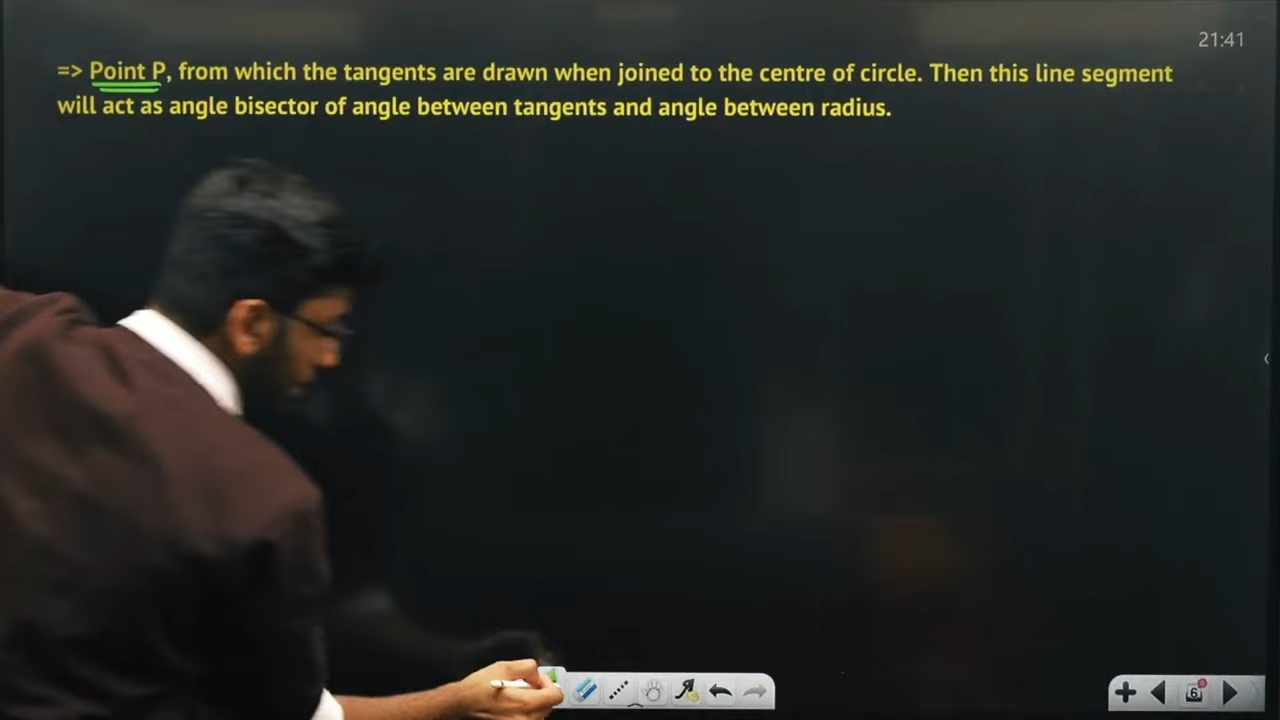 21:41
=> Point P, from which the tangents are drawn when joined to the centre of circle. Then this line segment
will act as angle bisector of angle between tangents and angle between radius.
6